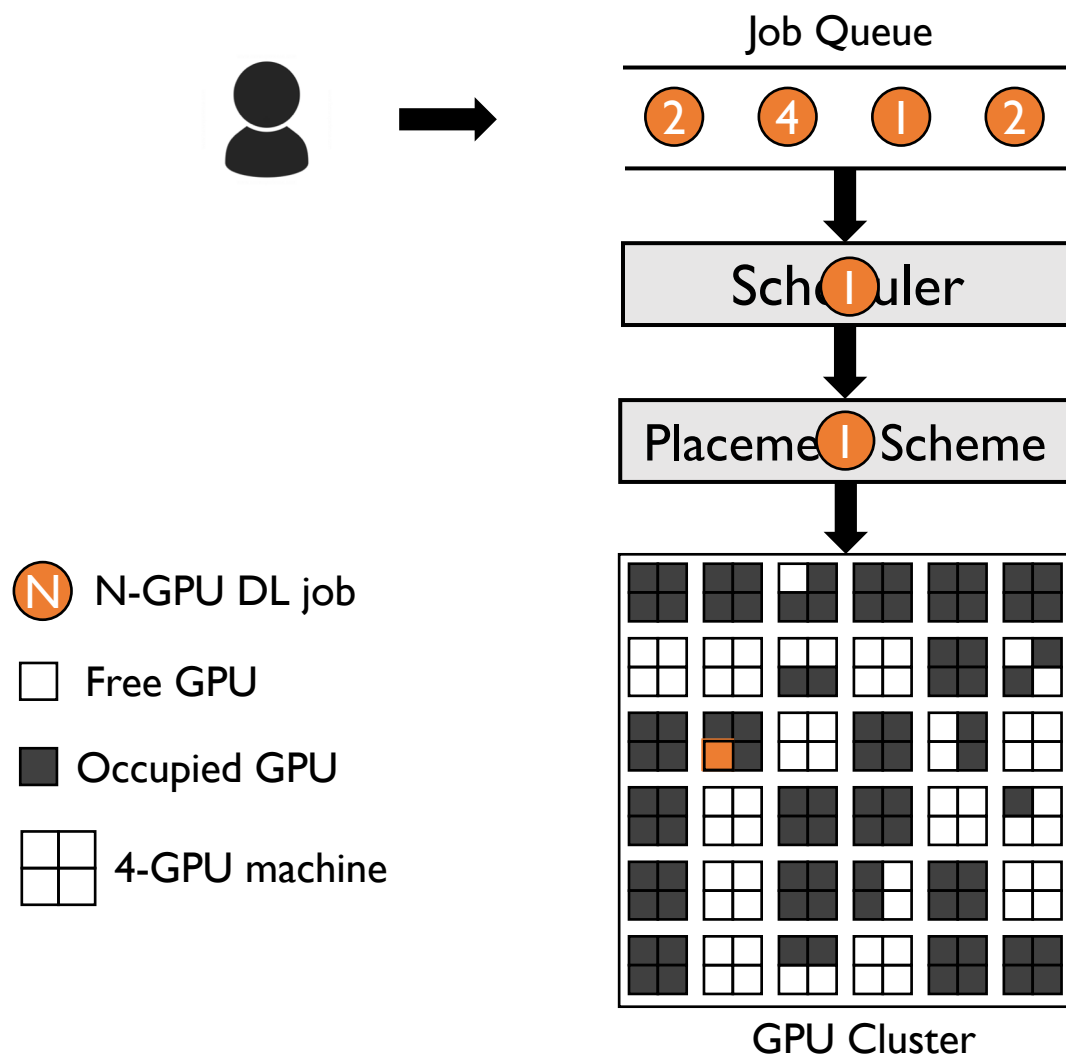 Job Queue
2 4 1 2
Sch 1 uler
Placeme 1 Scheme
N N-GPU DL job
Free GPU
Occupied GPU
4-GPU machine
GPU Cluster